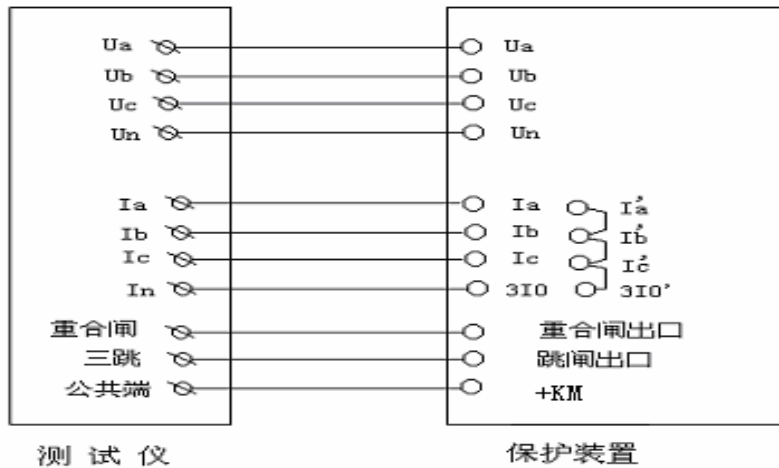 Ua Ua
Ub Ub
Uc Uc
Un Un
Ia Ia I'a
Ib Ib I'b
Ic Ic I'c
In 3I0 3I0'
重合闸 重合闸出口
三跳 跳闸出口
公共端 +KM
测试仪 保护装置